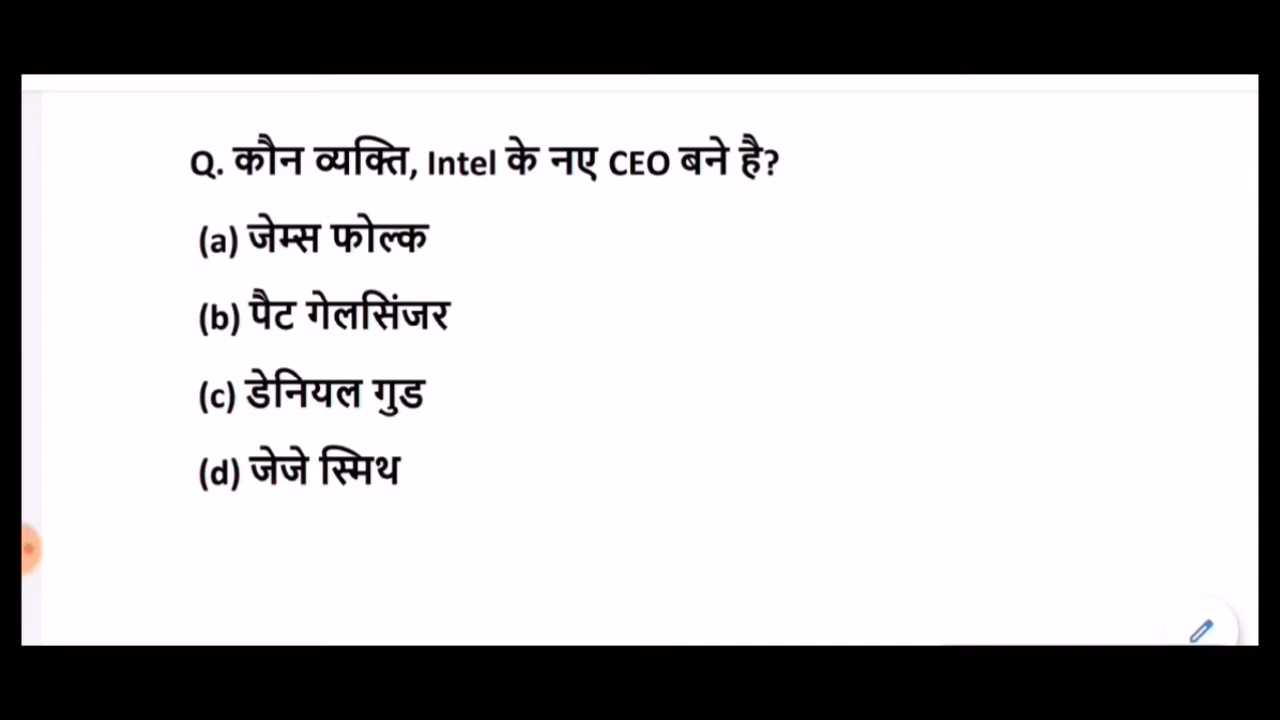 Q. कौन व्यक्ति, Intel के नए CEO बने है?
(a) जेम्स फोल्क
(b) पैट गेलसिंजर
(c) डेनियल गुड
(d) जेजे स्मिथ